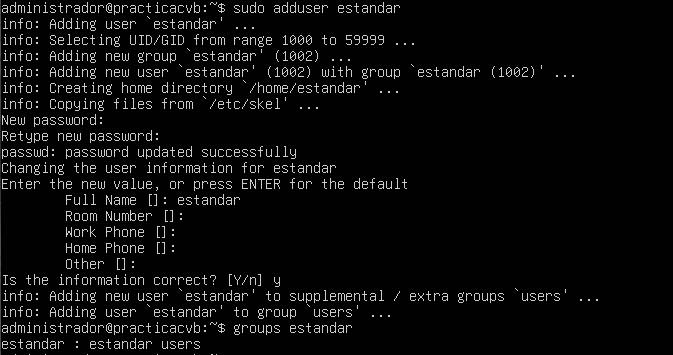 administrador@practicacvb:~$ sudo adduser estandar
info: Adding user `estandar' ...
info: Selecting UID/GID from range 1000 to 59999 ...
info: Adding new group `estandar' (1002) ...
info: Adding new user `estandar' (1002) with group `estandar (1002)' ...
info: Creating home directory `/home/estandar' ...
info: Copying files from `/etc/skel' ...
New password:
Retype new password:
passwd: password updated successfully
Changing the user information for estandar
Enter the new value, or press ENTER for the default
        Full Name []: estandar
        Room Number []:
        Work Phone []:
        Home Phone []:
        Other []:
Is the information correct? [Y/n] y
info: Adding new user `estandar' to supplemental / extra groups `users' ...
info: Adding user `estandar' to group `users' ...
administrador@practicacvb:~$ groups estandar
estandar : estandar users